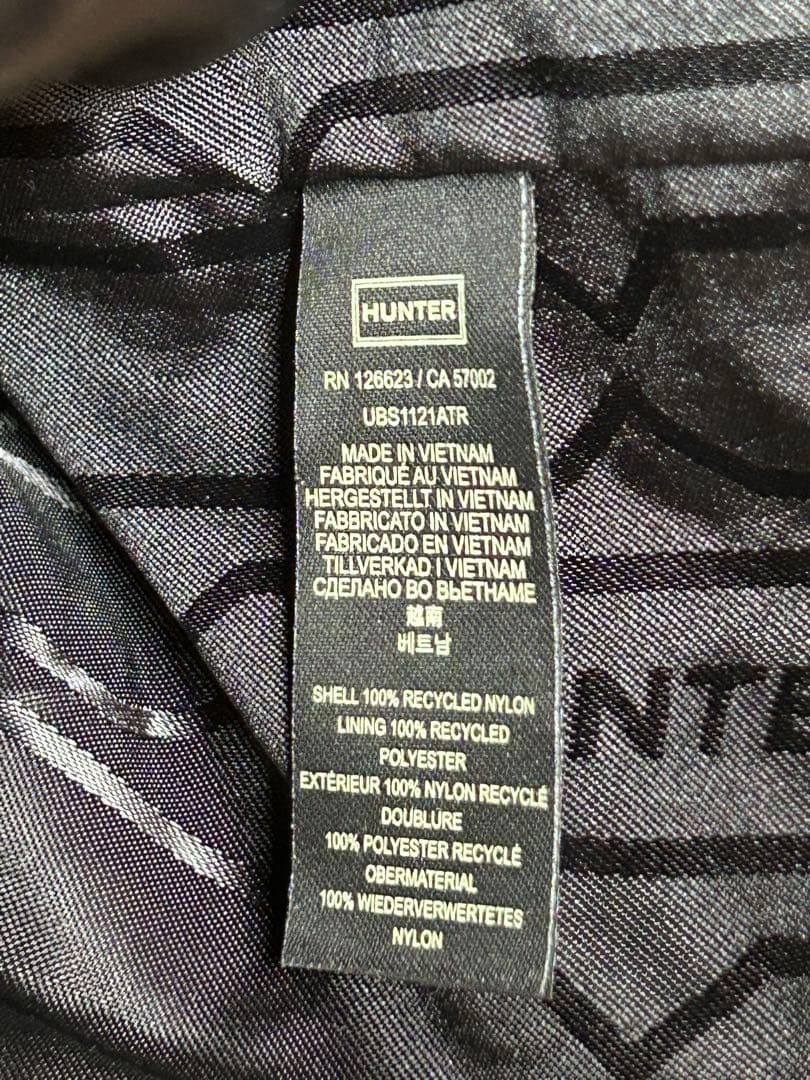 HUNTER
RN 126623 / CA 57002
UBS1121ATR
MADE IN VIETNAM
FABRIQUÉ AU VIETNAM
HERGESTELLT IN VIETNAM
FABBRICATO IN VIETNAM
FABRICADO EN VIETNAM
TILLVERKAD I VIETNAM
СДЕЛАНО ВО ВЬЕТНАМЕ
越南
베트남
SHELL 100% RECYCLED NYLON
LINING 100% RECYCLED
POLYESTER
EXTÉRIEUR 100% NYLON RECYCLÉ
DOUBLURE
100% POLYESTER RECYCLÉ
OBERMATERIAL
100% WIEDERVERWERTETES
NYLON
NTE